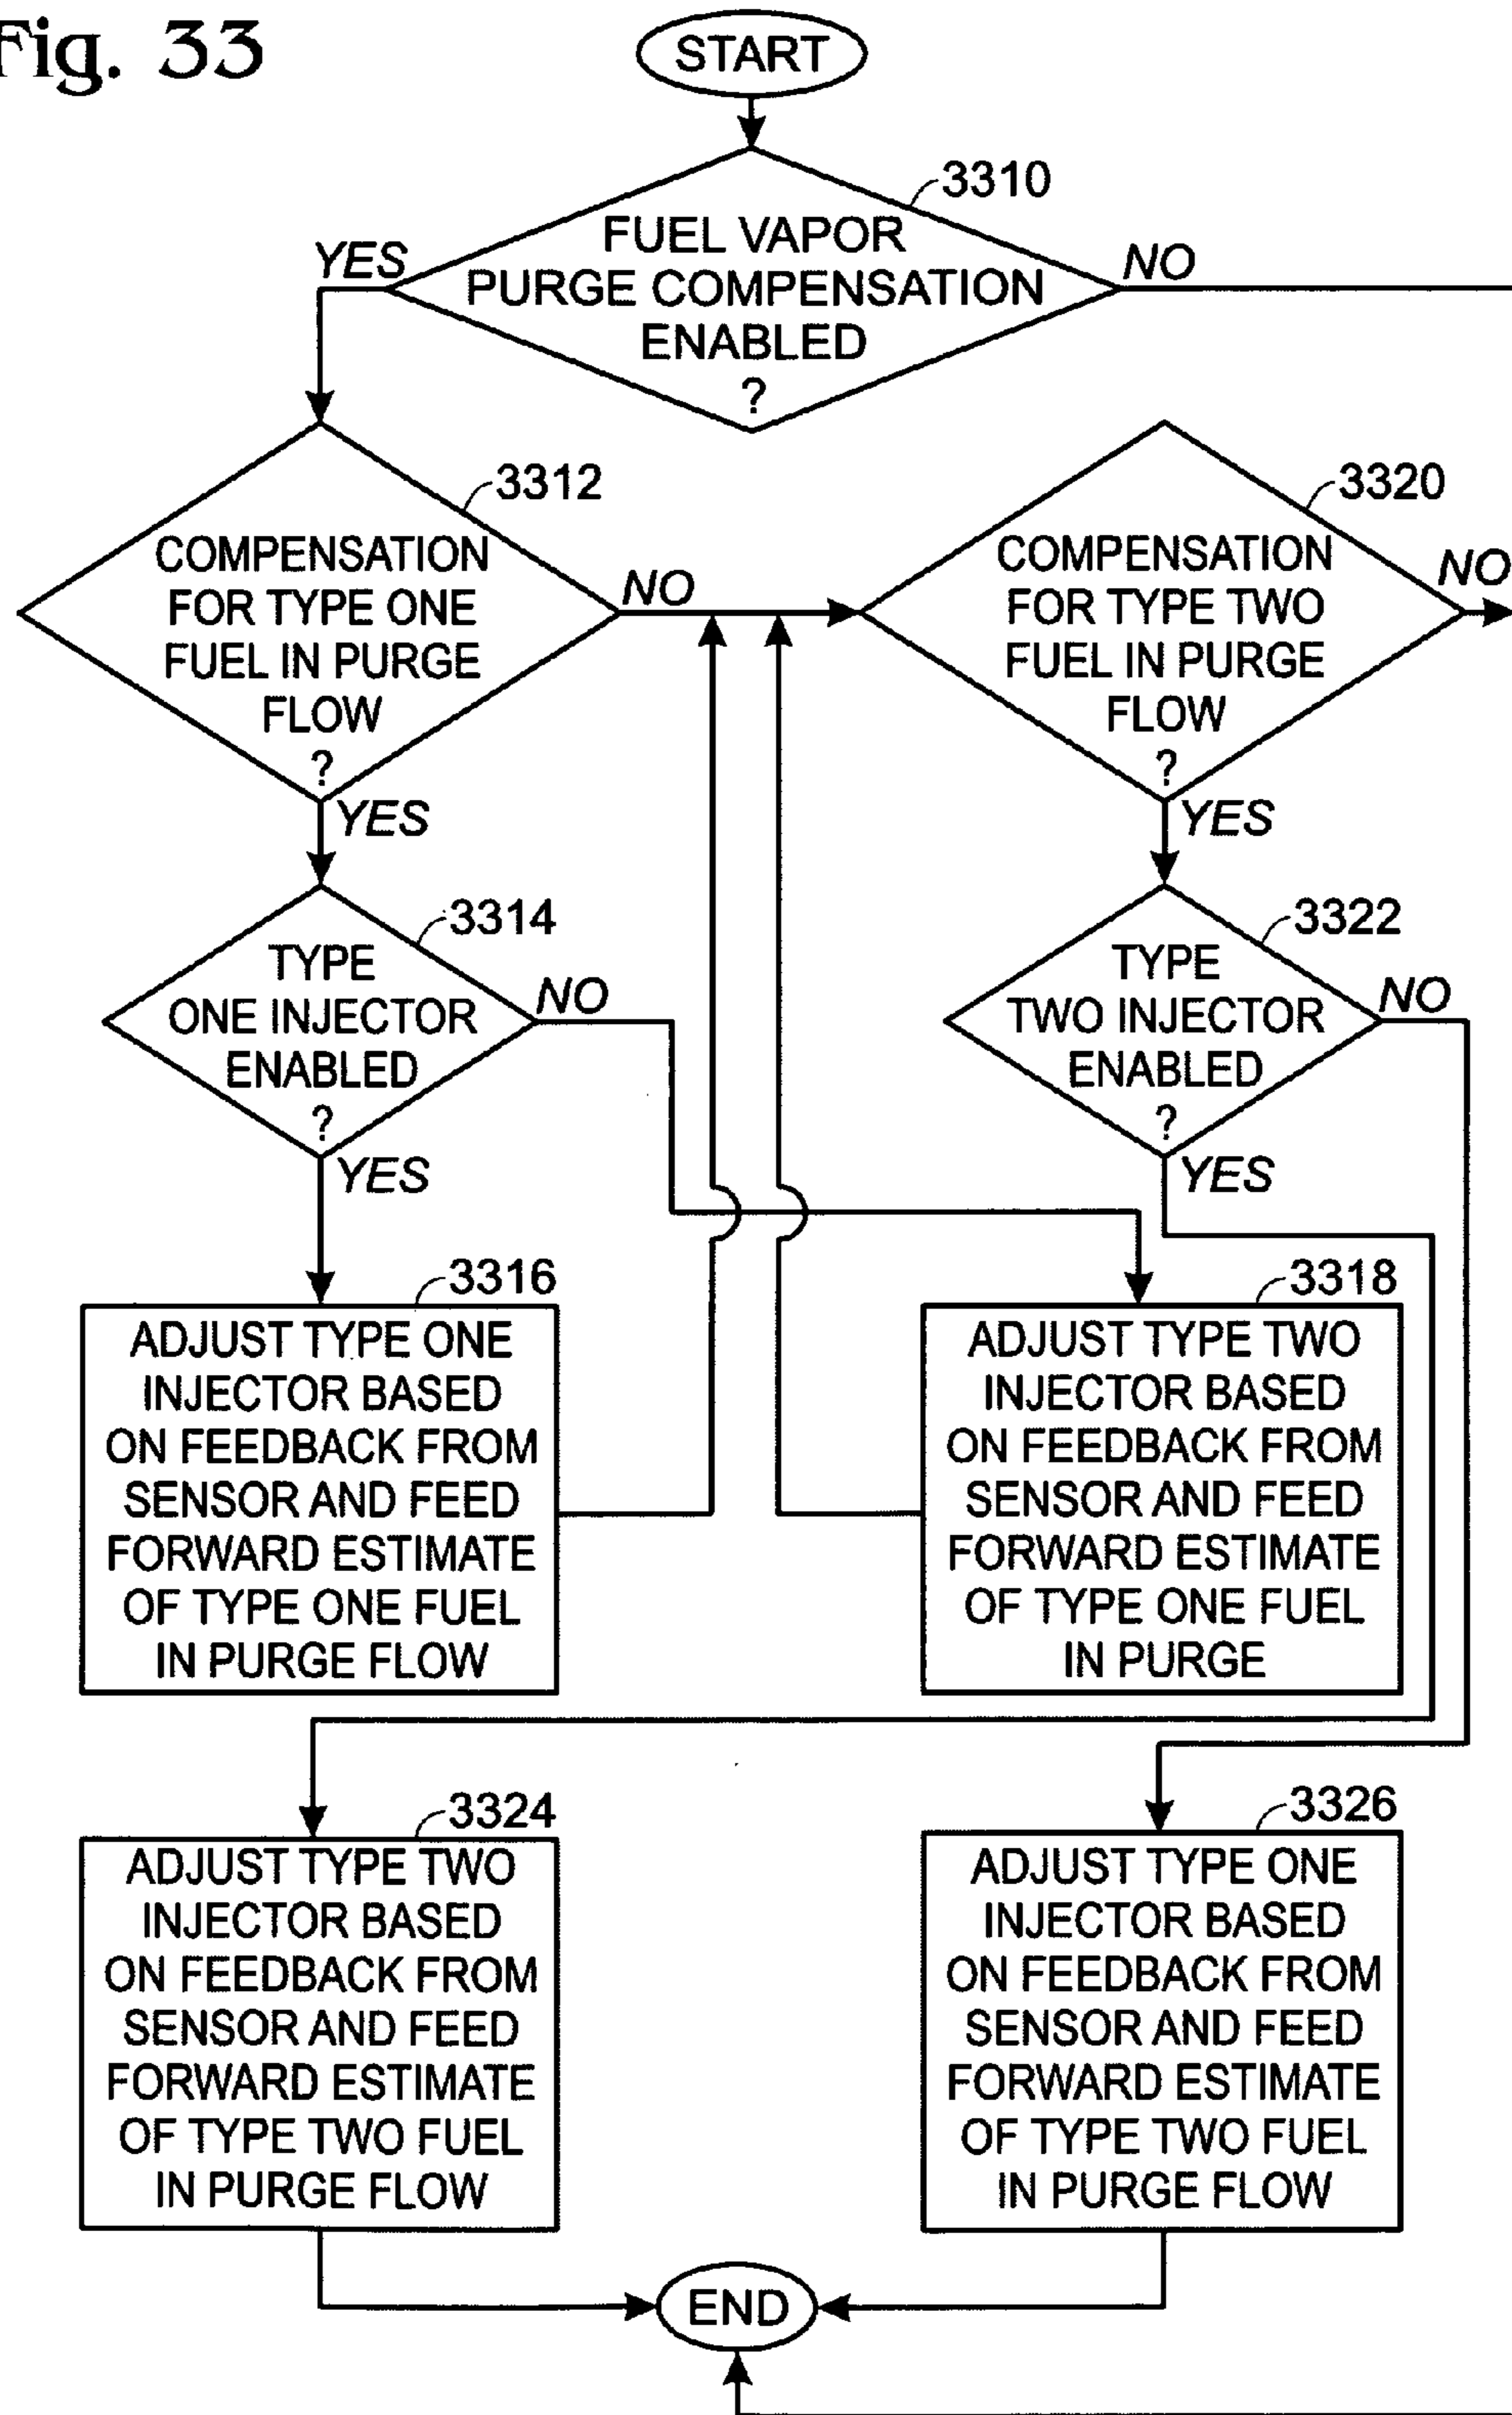 Fig. 33
START
3310
FUEL VAPOR
PURGE COMPENSATION
ENABLED
?
YES
NO
3312
COMPENSATION
FOR TYPE ONE
FUEL IN PURGE
FLOW
?
NO
YES
3320
COMPENSATION
FOR TYPE TWO
FUEL IN PURGE
FLOW
?
NO
YES
3314
TYPE
ONE INJECTOR
ENABLED
?
NO
YES
3322
TYPE
TWO INJECTOR
ENABLED
?
NO
YES
3316
ADJUST TYPE ONE
INJECTOR BASED
ON FEEDBACK FROM
SENSOR AND FEED
FORWARD ESTIMATE
OF TYPE ONE FUEL
IN PURGE FLOW
3318
ADJUST TYPE TWO
INJECTOR BASED
ON FEEDBACK FROM
SENSOR AND FEED
FORWARD ESTIMATE
OF TYPE ONE FUEL
IN PURGE
3324
ADJUST TYPE TWO
INJECTOR BASED
ON FEEDBACK FROM
SENSOR AND FEED
FORWARD ESTIMATE
OF TYPE TWO FUEL
IN PURGE FLOW
3326
ADJUST TYPE ONE
INJECTOR BASED
ON FEEDBACK FROM
SENSOR AND FEED
FORWARD ESTIMATE
OF TYPE TWO FUEL
IN PURGE FLOW
END